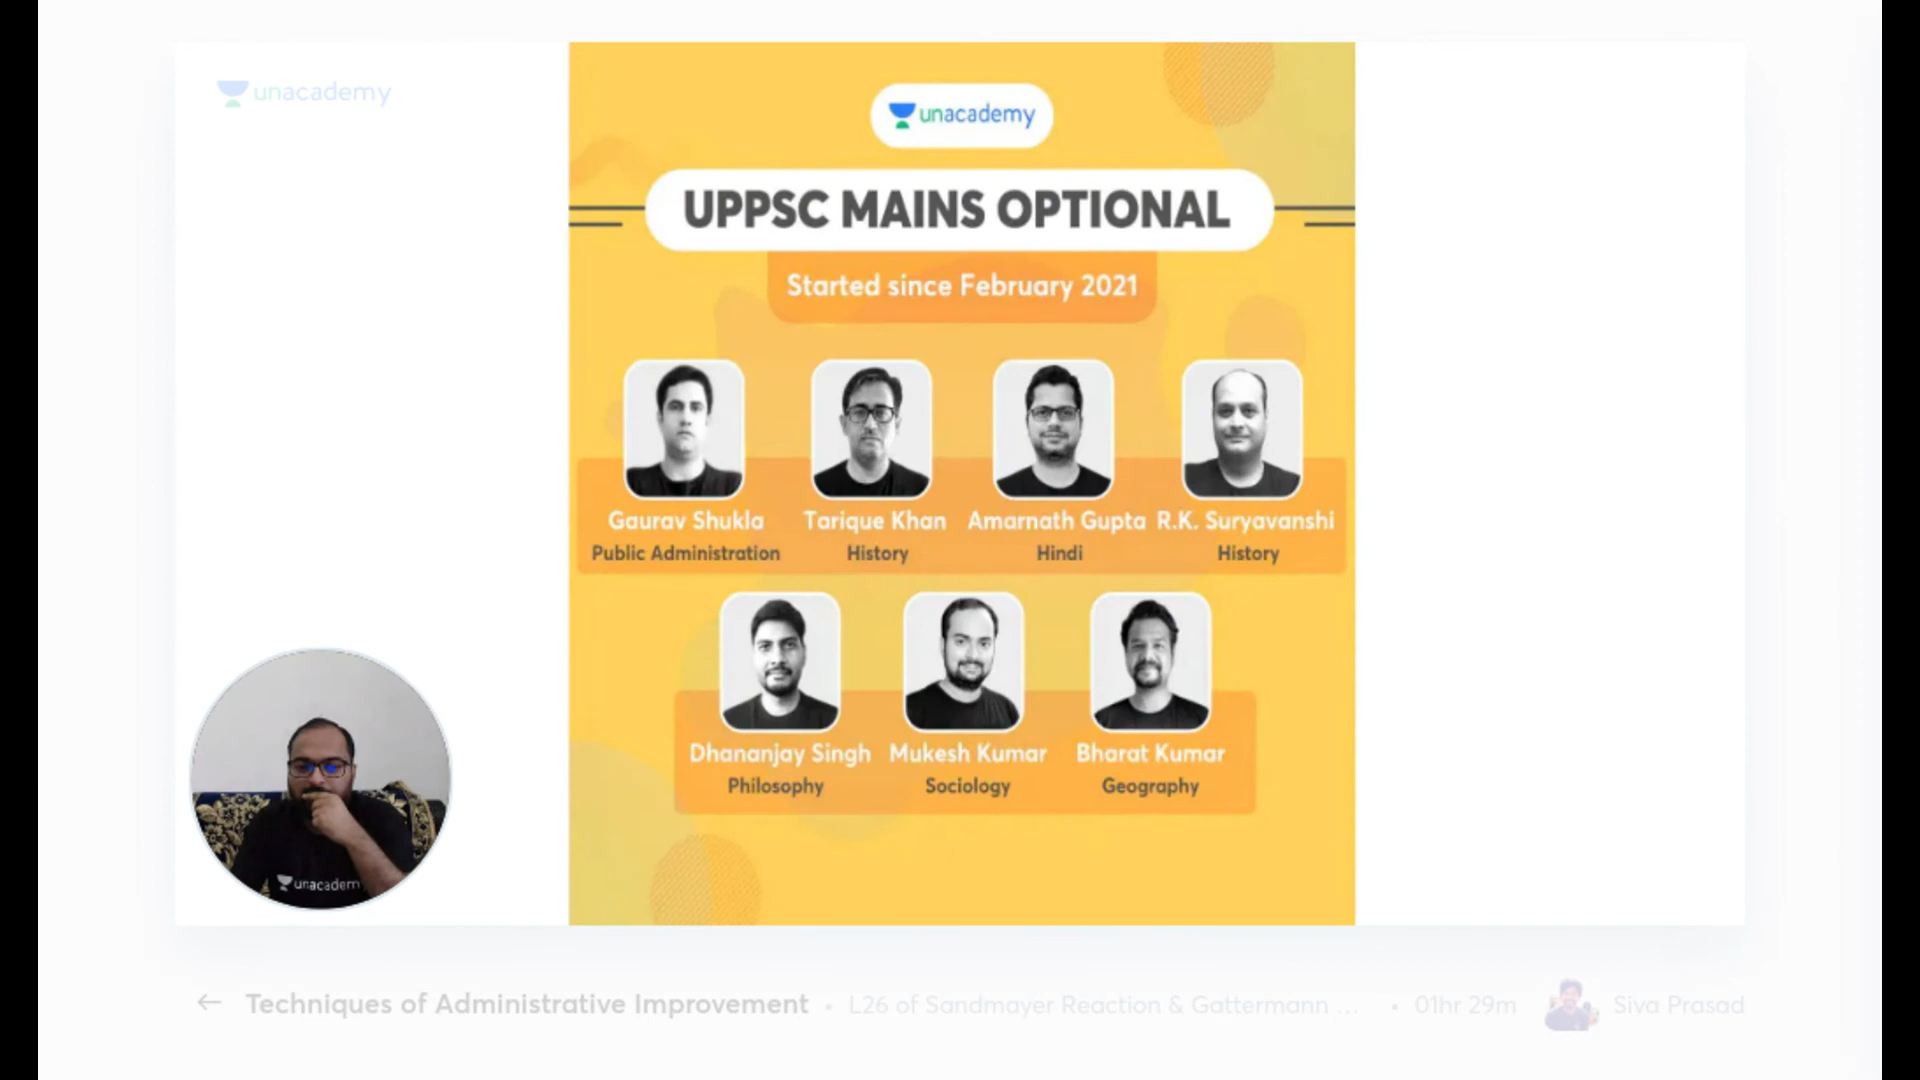 unacademy
unacademy
UPPSC MAINS OPTIONAL
Started since February 2021
Gaurav Shukla Tarique Khan Amarnath Gupta R.K. Suryavanshi
Public Administration History Hindi History
Dhananjay Singh Mukesh Kumar Bharat Kumar
Philosophy Sociology Geography
unacadem
Techniques of Administrative Improvement • L26 of Sandmayer Reaction & Gattermann ... • 01hr 29m Siva Prasad